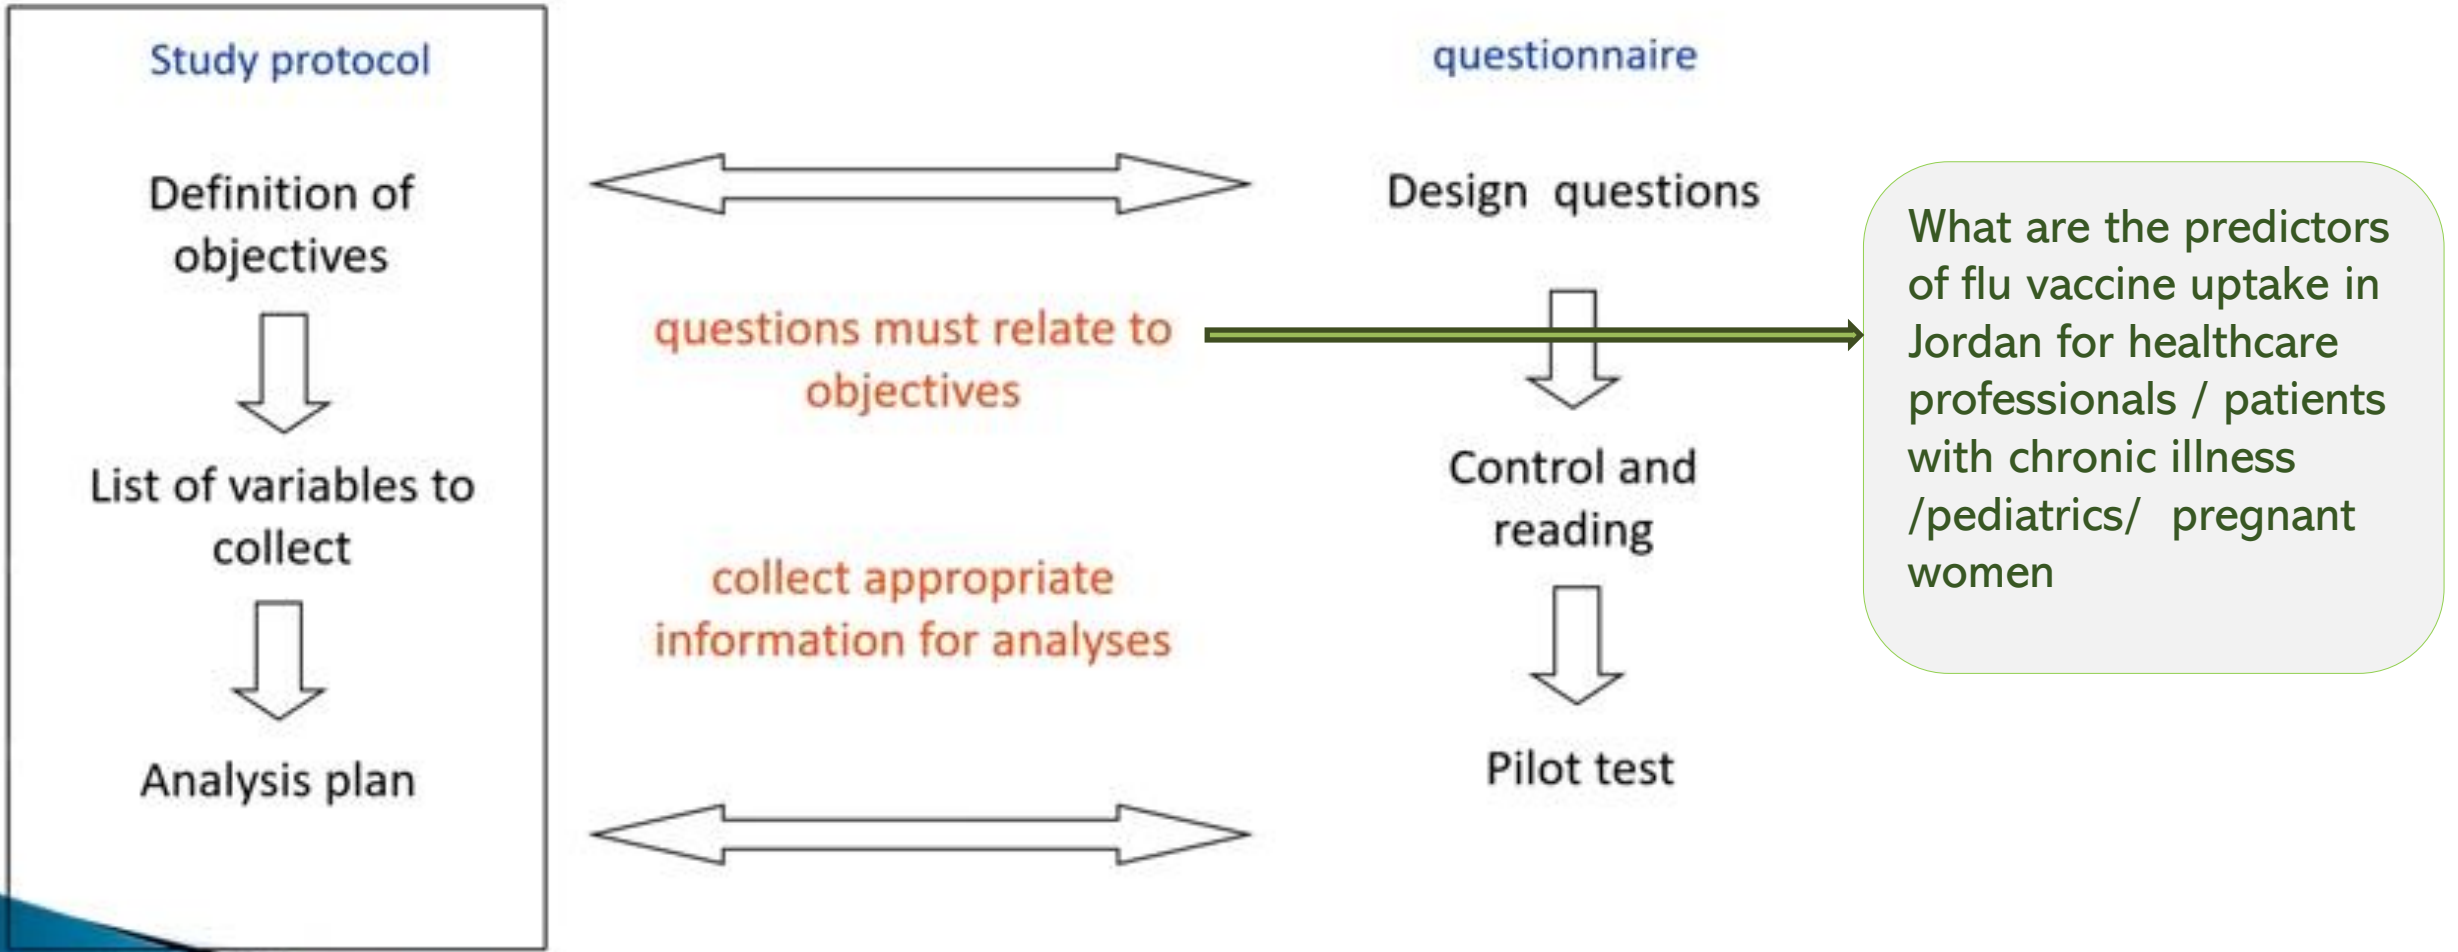 Study protocol
Definition of
objectives
List of variables to
collect
Analysis plan
questions must relate to
objectives
collect appropriate
information for analyses
questionnaire
Design questions
Control and
reading
Pilot test
What are the predictors
of flu vaccine uptake in
Jordan for healthcare
professionals / patients
with chronic illness
/pediatrics/ pregnant
women